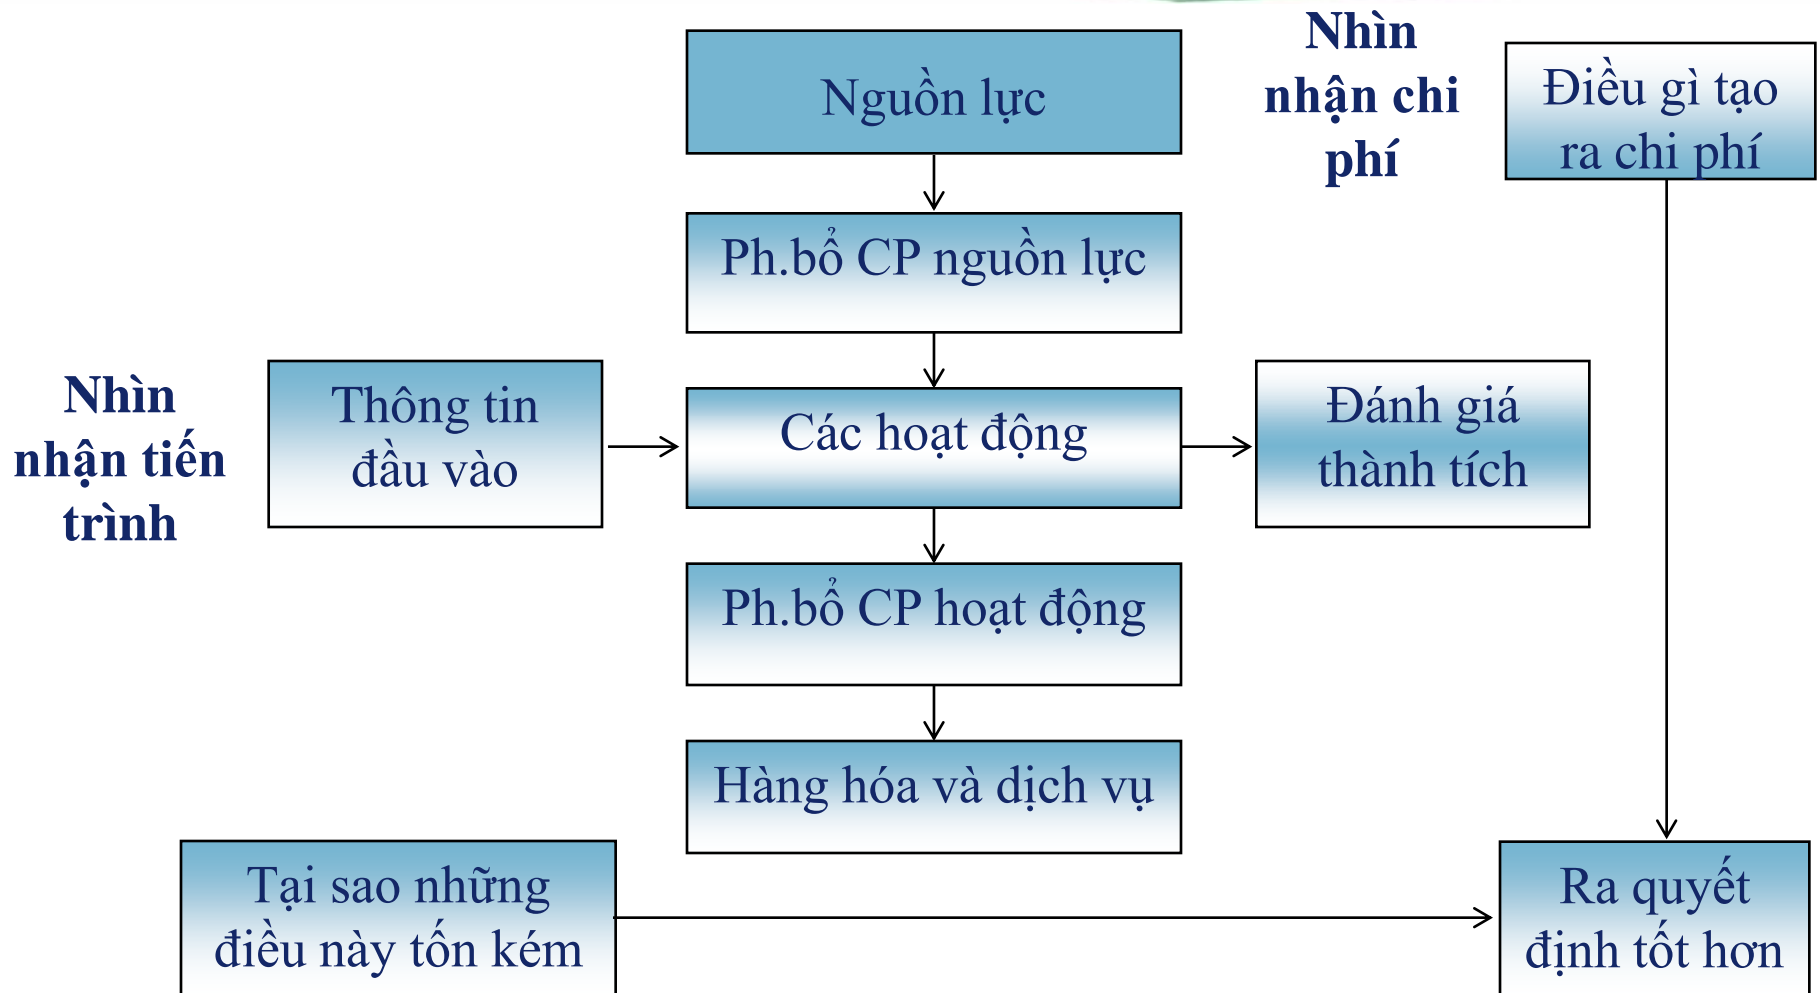 Nguồn lực
Nhìn
nhận chi
phí
Điều gì tạo
ra chi phí
Ph.bổ CP nguồn lực
Nhìn
nhận tiến
trình
Thông tin
đầu vào
Các hoạt động
Đánh giá
thành tích
Ph.bổ CP hoạt động
Hàng hóa và dịch vụ
Tại sao những
điều này tốn kém
Ra quyết
định tốt hơn